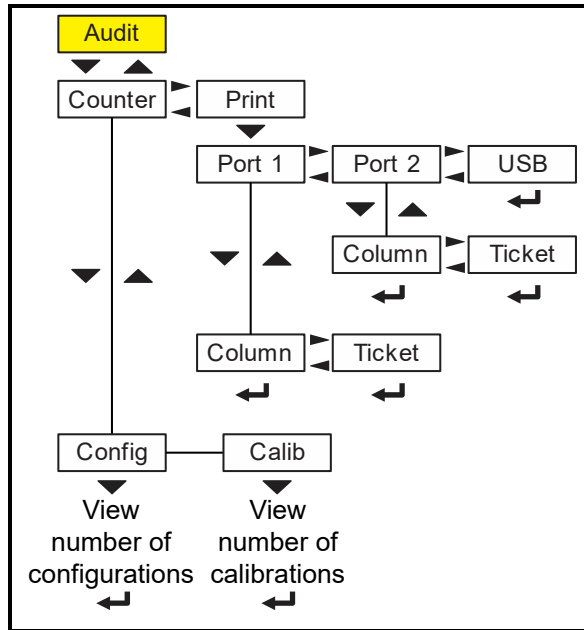 Audit
Counter
Print
Port 1
Port 2
USB
Column
Ticket
Column
Ticket
Config
Calib
View
number of
configurations
View
number of
calibrations